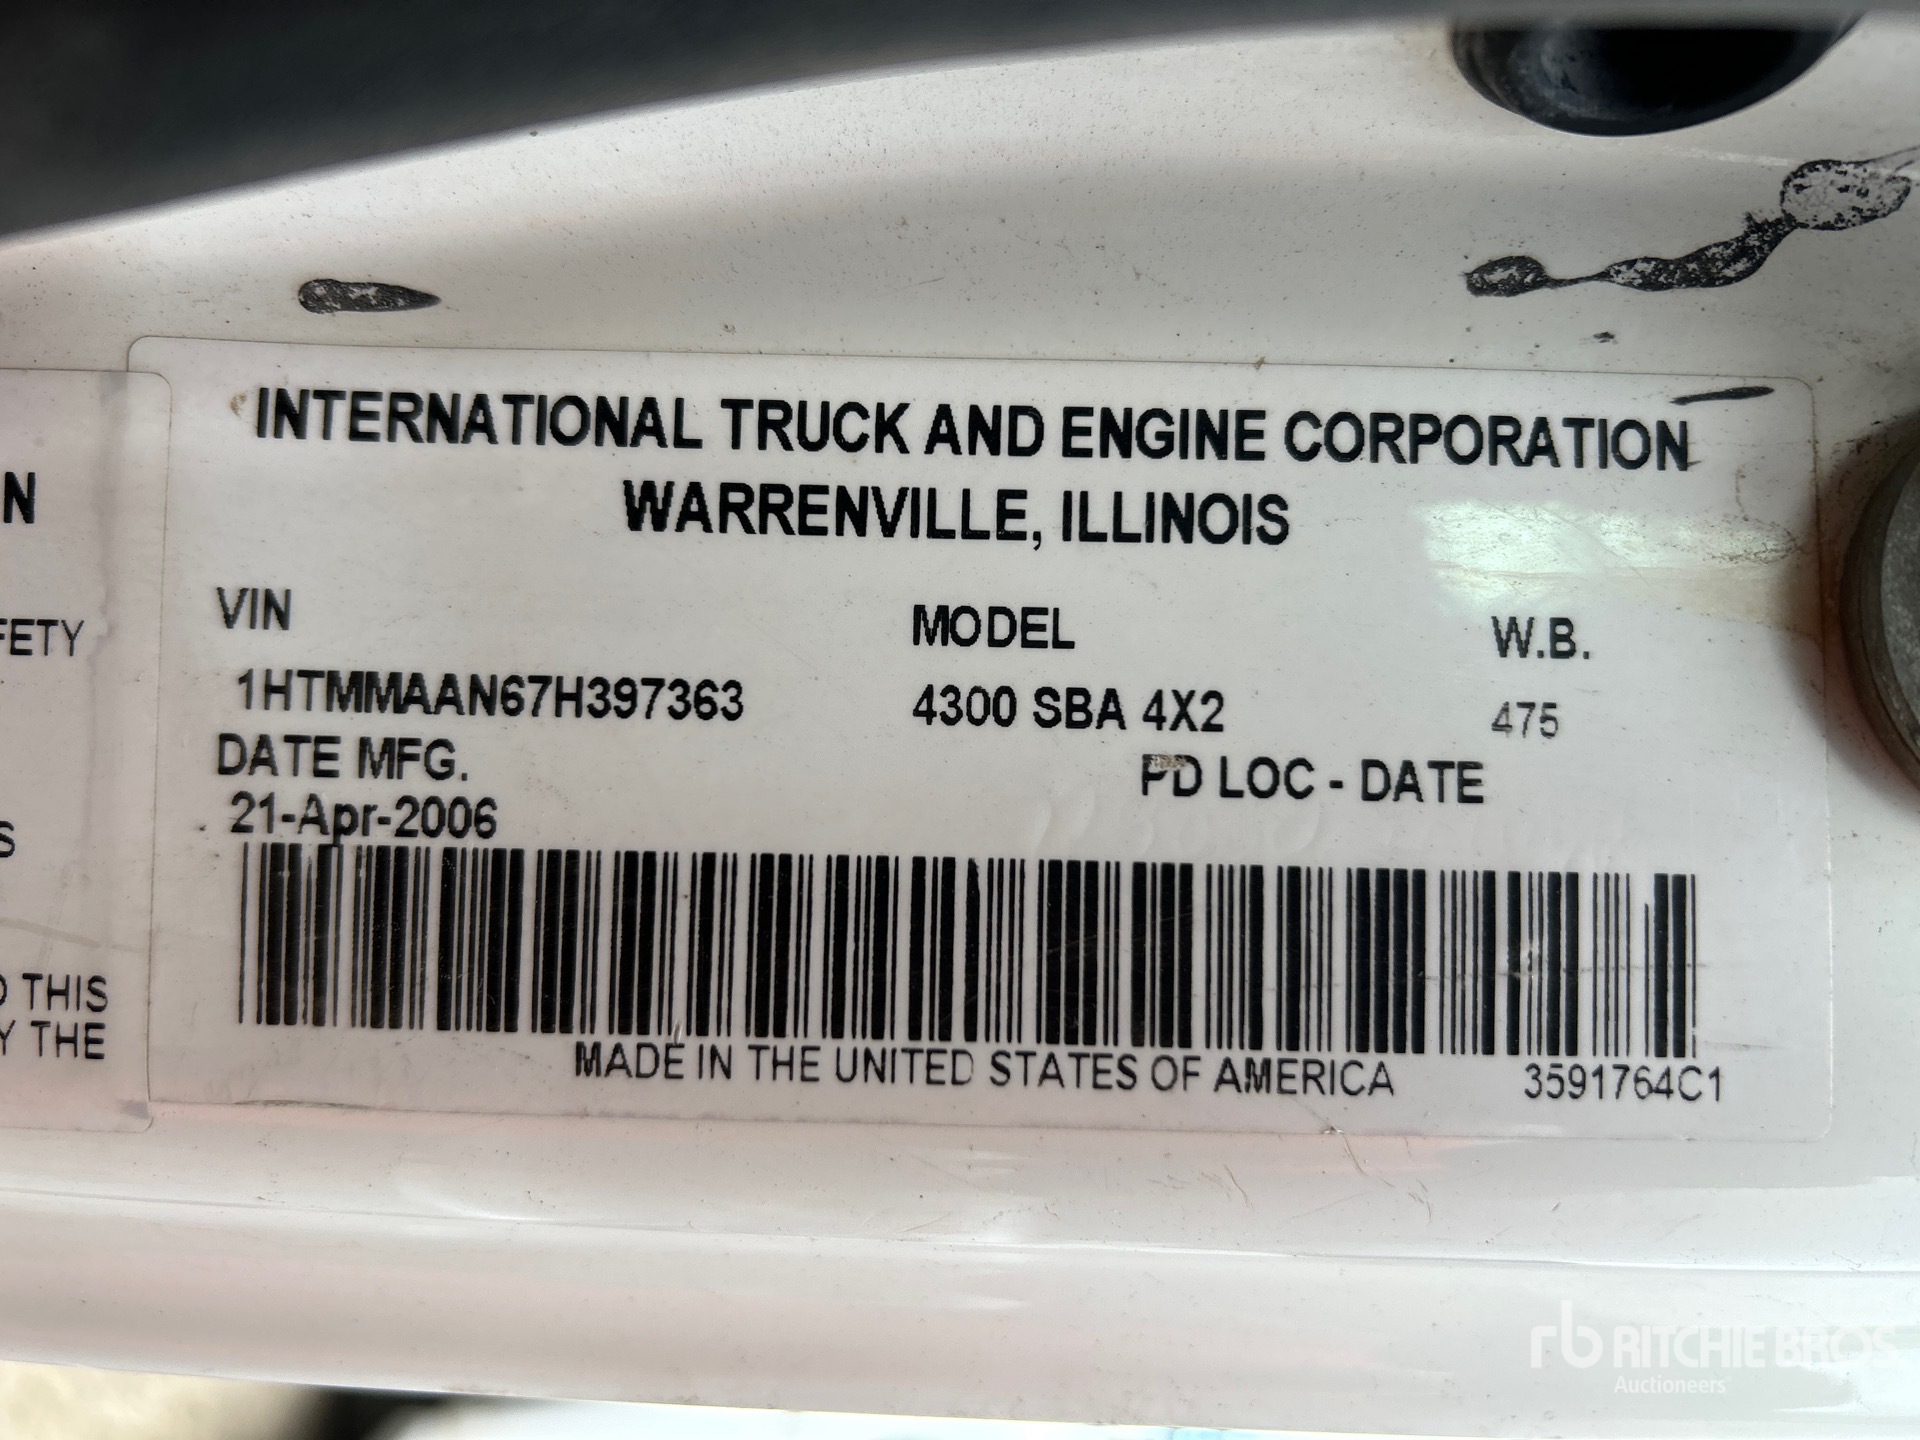 INTERNATIONAL TRUCK AND ENGINE CORPORATION
WARRENVILLE, ILLINOIS
VIN MODEL W.B.
1HTMMAAN67H397363 4300 SBA 4X2 475
DATE MFG. PD LOC - DATE
21-Apr-2006
MADE IN THE UNITED STATES OF AMERICA 3591764C1
N
FETY
S
THIS
Y THE
rb RITCHIE BROS
Auctioneers